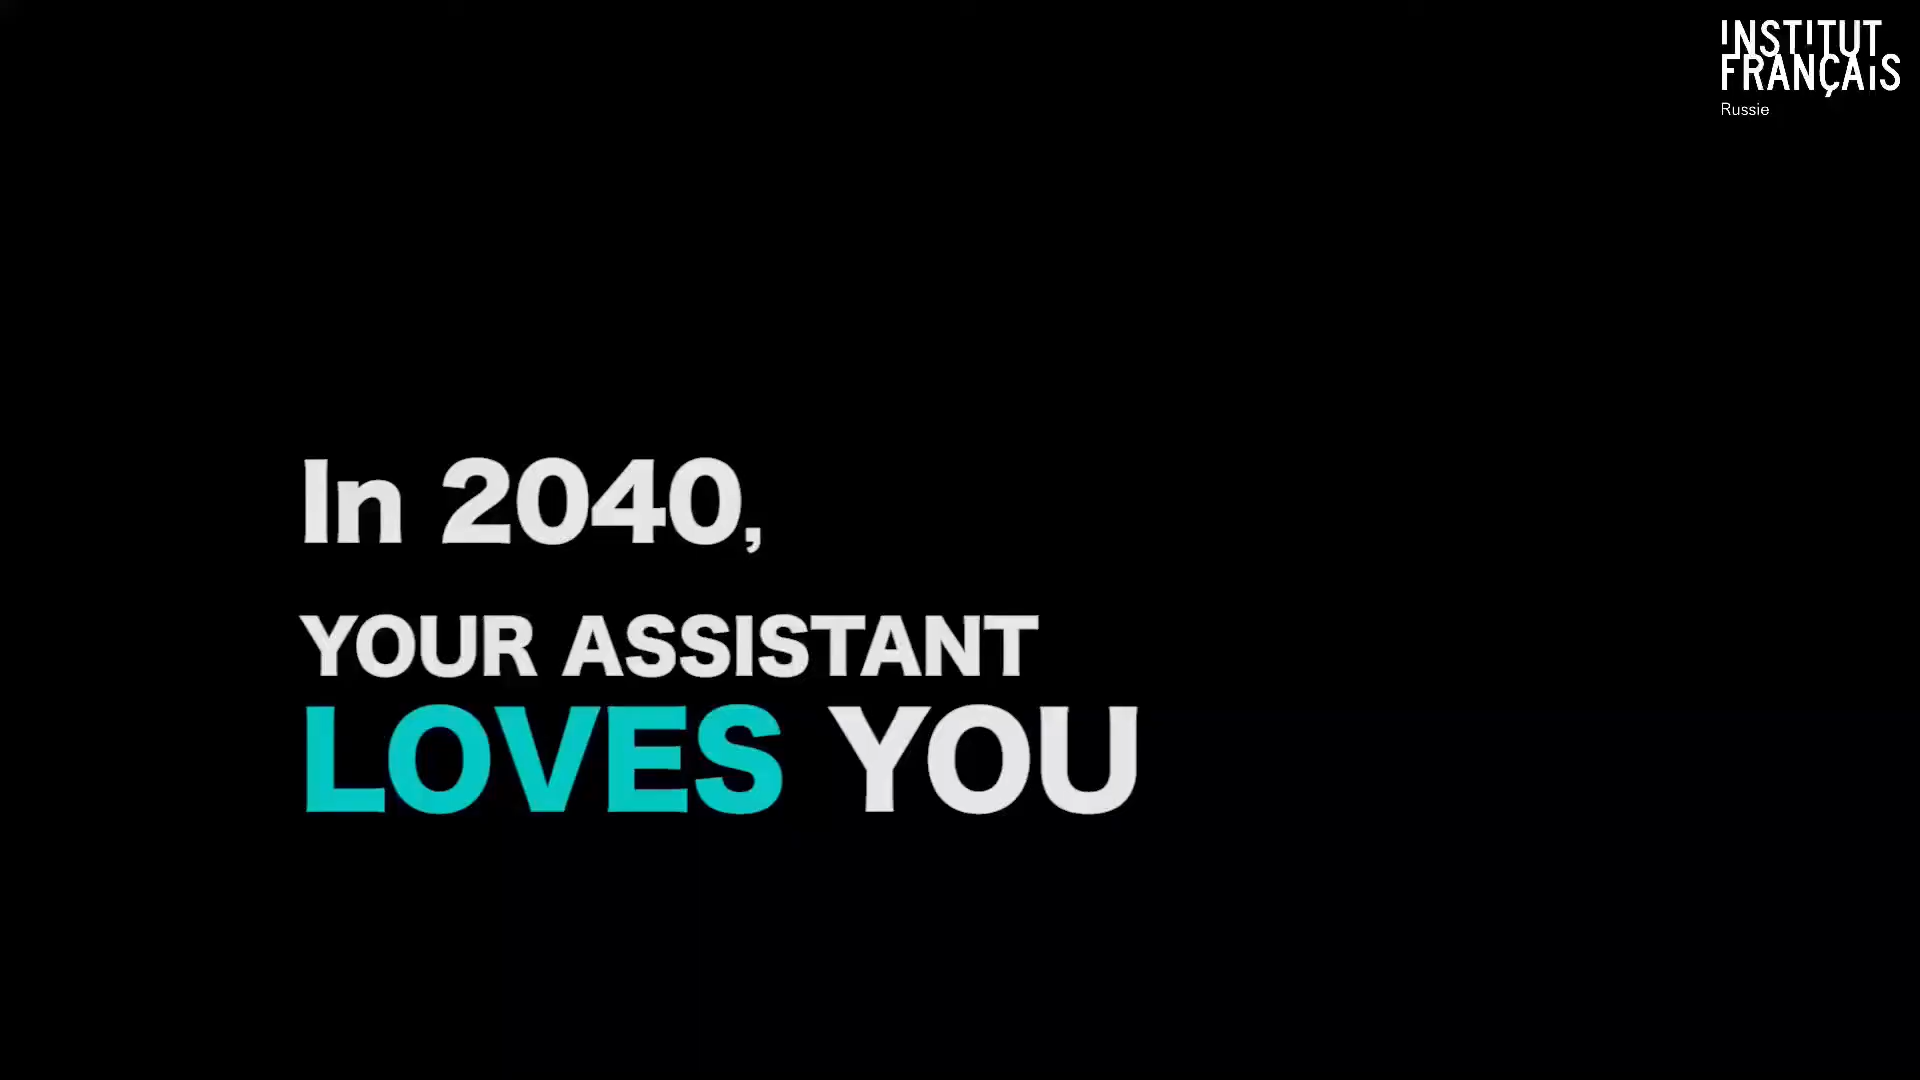 INSTITUT
FRANÇAIS
Russie
In 2040,
YOUR ASSISTANT
LOVES YOU